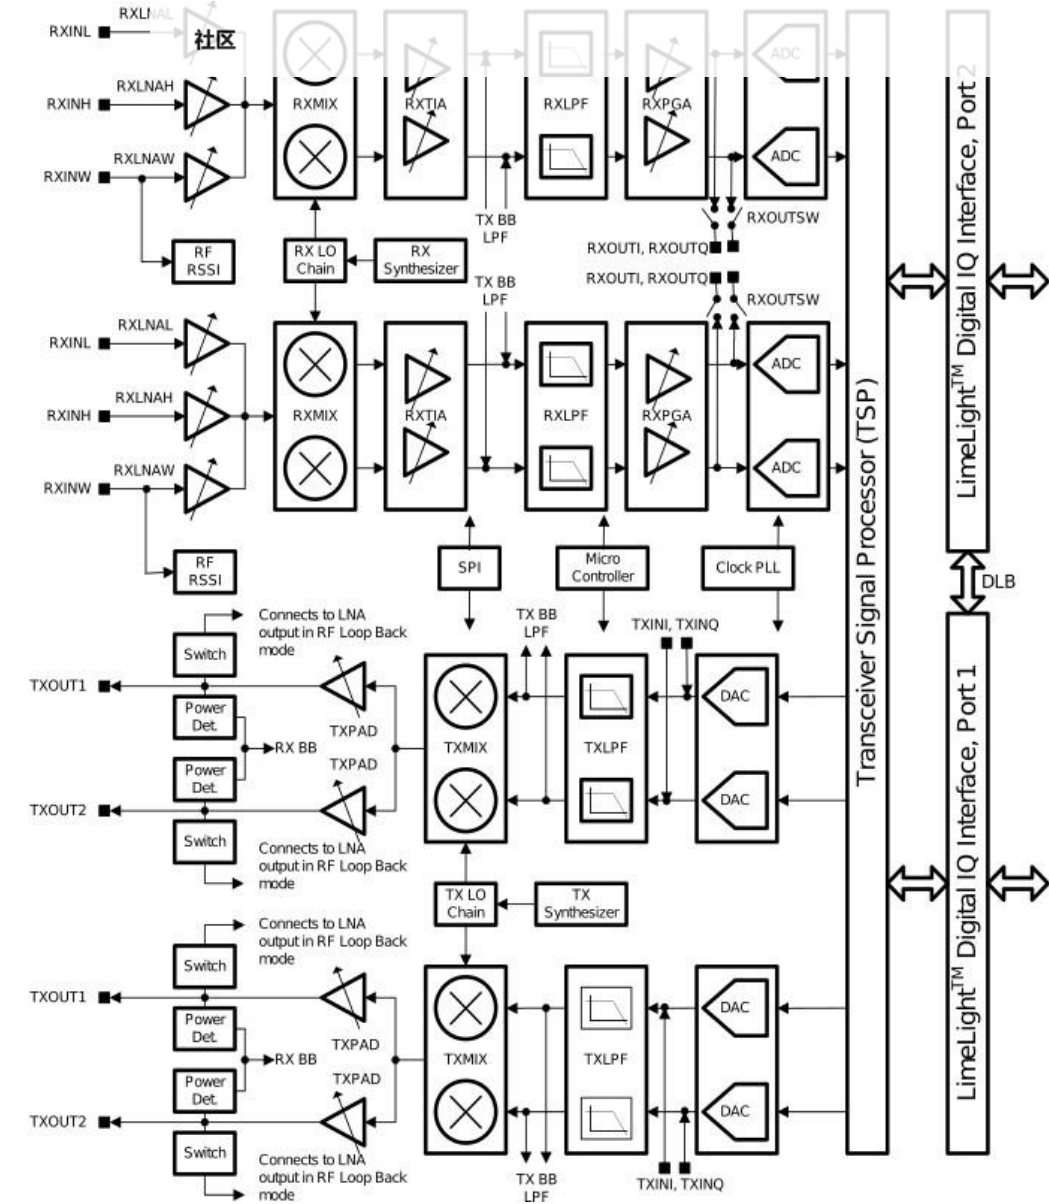 RXLNAL
RXINL
社区
RXINH
RXLNAH
RXMIX
RXTIA
RXLPF
RXPGA
ADC
RXINW
RXLNAW
ADC
TX BB
LPF
RXOUTSW
RF
RSSI
RX LO
Chain
RX
Synthesizer
RXOUTI, RXOUTQ
TX BB
LPF
RXOUTI, RXOUTQ
RXOUTSW
RXINL
RXLNAL
ADC
RXINH
RXLNAH
RXMIX
RXTIA
RXLPF
RXPGA
RXINW
RXLNAW
ADC
RF
RSSI
SPI
Micro
Controller
Clock PLL
Transceiver Signal Processor (TSP)
LimeLight™ Digital IQ Interface, Port 2
DLB
LimeLight™ Digital IQ Interface, Port 1
Connects to LNA
output in RF Loop Back
mode
TX BB
LPF
TXINI, TXINQ
Switch
TXOUT1
Power
Det.
TXPAD
DAC
RX BB
TXMIX
TXLPF
TXPAD
Power
Det.
TXOUT2
DAC
Switch
Connects to LNA
output in RF Loop Back
mode
TX LO
Chain
TX
Synthesizer
Connects to LNA
output in RF Loop Back
mode
Switch
TXOUT1
Power
Det.
TXPAD
DAC
RX BB
TXMIX
TXLPF
TXPAD
Power
Det.
TXOUT2
DAC
Switch
Connects to LNA
output in RF Loop Back
mode
TX BB
LPF
TXINI, TXINQ